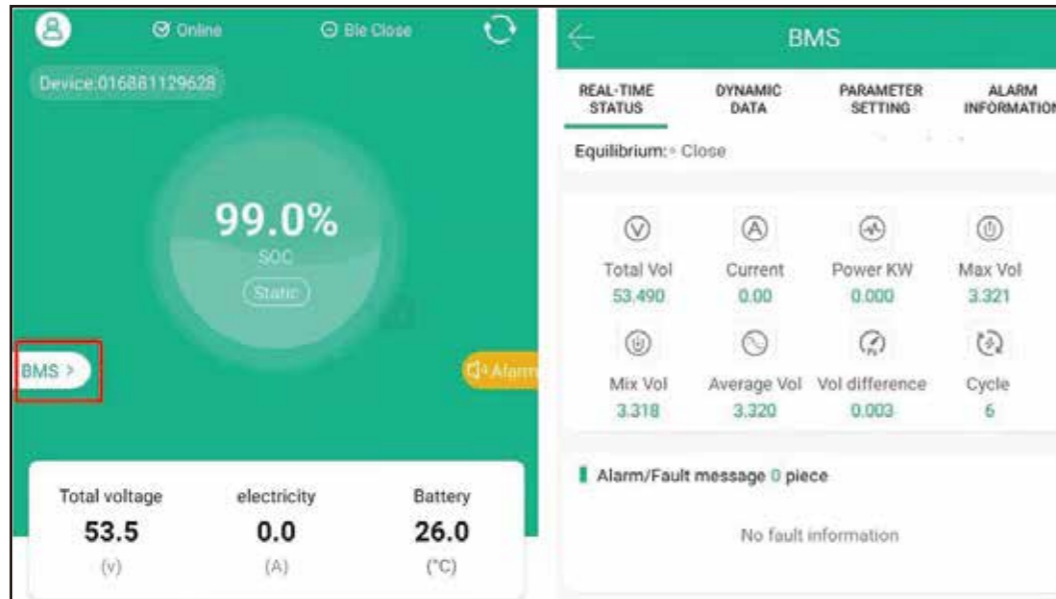 Online
Ble Close
Device:016881129628
99.0%
SOC
Static
BMS >
Alarm
Total voltage
electricity
Battery
53.5
0.0
26.0
(v)
(A)
(°C)
BMS
REAL-TIME STATUS
DYNAMIC DATA
PARAMETER SETTING
ALARM INFORMATION
Equilibrium: Close
Total Vol
Current
Power KW
Max Vol
53.490
0.00
0.000
3.321
Mix Vol
Average Vol
Vol difference
Cycle
3.318
3.320
0.003
6
Alarm/Fault message 0 piece
No fault information